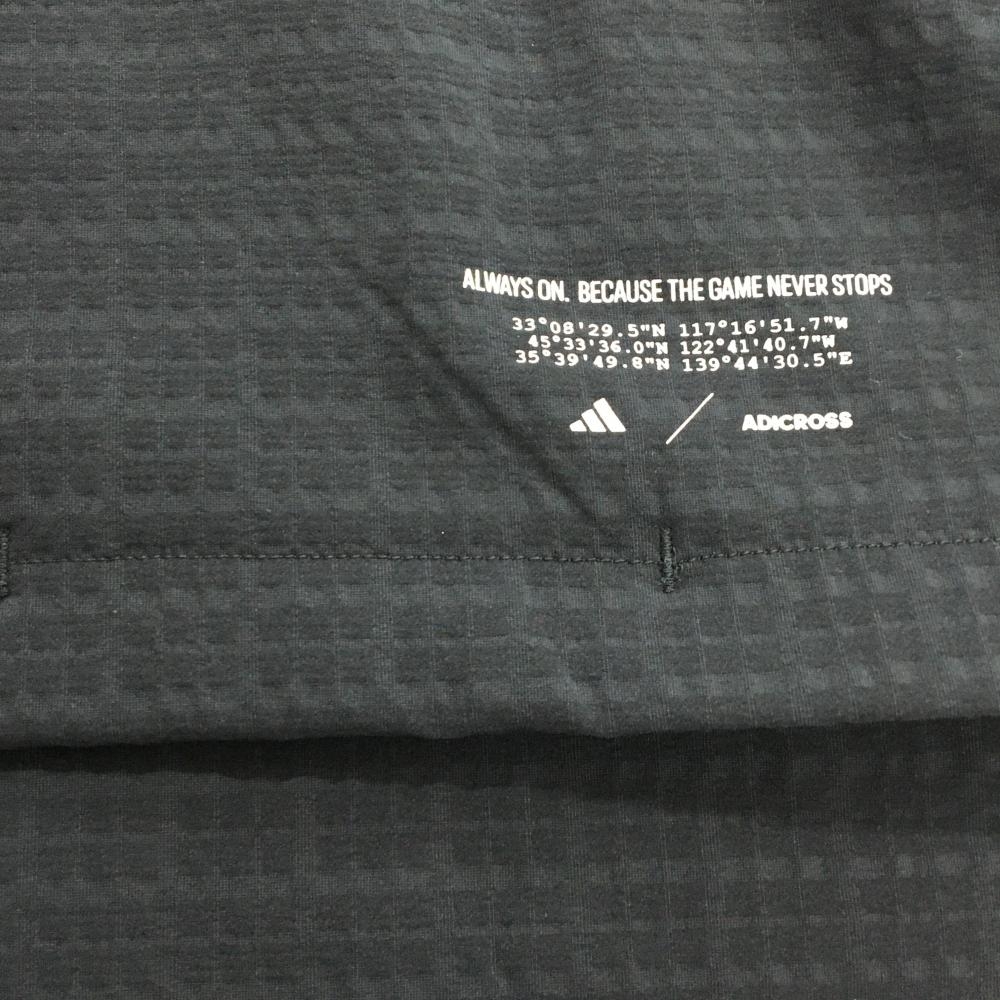 ALWAYS ON. BECAUSE THE GAME NEVER STOPS
33°08'29.5"N 117°16'51.7"W
45°33'36.0"N 122°41'40.7"W
35°39'49.8"N 139°44'30.5"E
ADICROSS